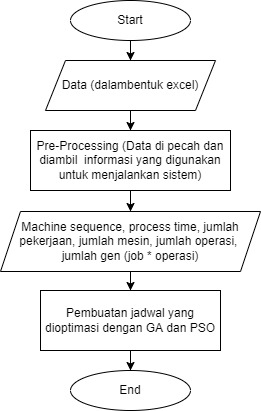 Start
Data (dalambentuk excel)
Pre-Processing (Data di pecah dan
diambil informasi yang digunakan
untuk menjalankan sistem)
Machine sequence, process time, jumlah
pekerjaan, jumlah mesin, jumlah operasi,
jumlah gen (job * operasi)
Pembuatan jadwal yang
dioptimasi dengan GA dan PSO
End